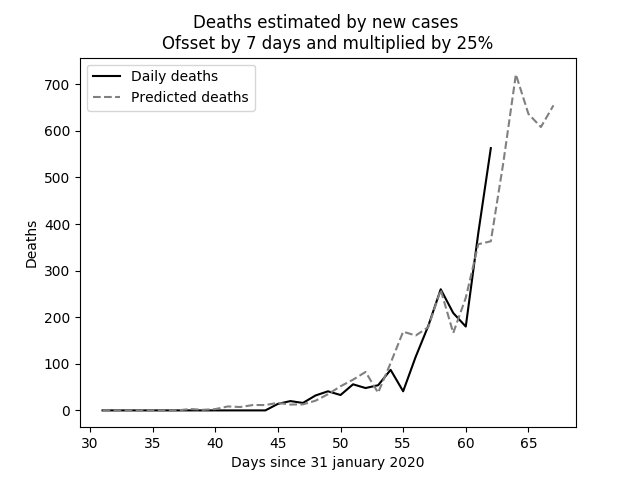 Deaths estimated by new cases
Ofsset by 7 days and multiplied by 25%
Daily deaths
Predicted deaths
700
600
500
400
300
200
100
0
Deaths
30 35 40 45 50 55 60 65
Days since 31 january 2020